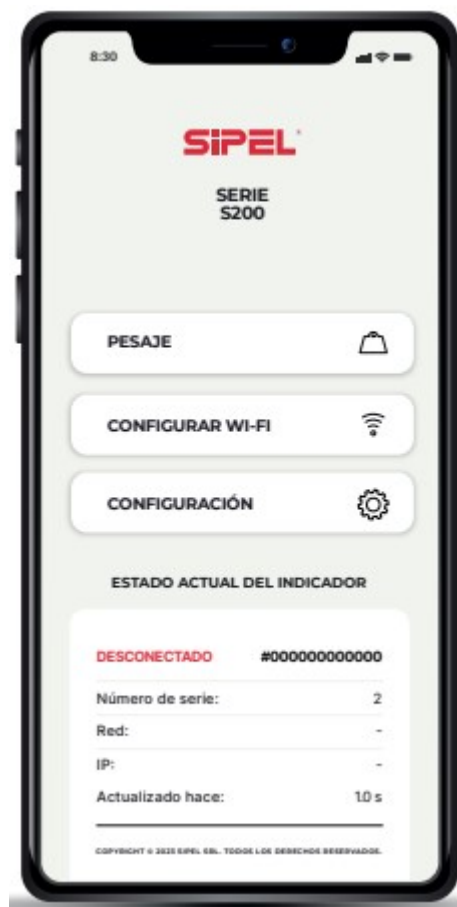 8:30
SIPEL
SERIE
S200
PESAJE
CONFIGURAR WI-FI
CONFIGURACIÓN
ESTADO ACTUAL DEL INDICADOR
DESCONECTADO #000000000000
Número de serie: 2
Red: -
IP: -
Actualizado hace: 1.0 s
COPYRIGHT © 2025 SIPEL SRL. TODOS LOS DERECHOS RESERVADOS.